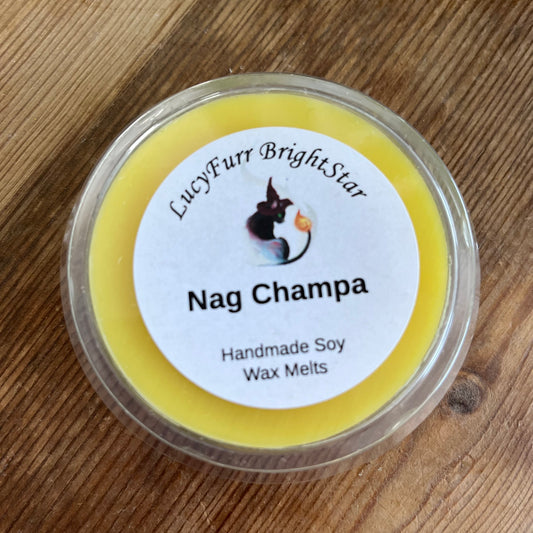 LucyFurr BrightStar
Nag Champa
Handmade Soy
Wax Melts